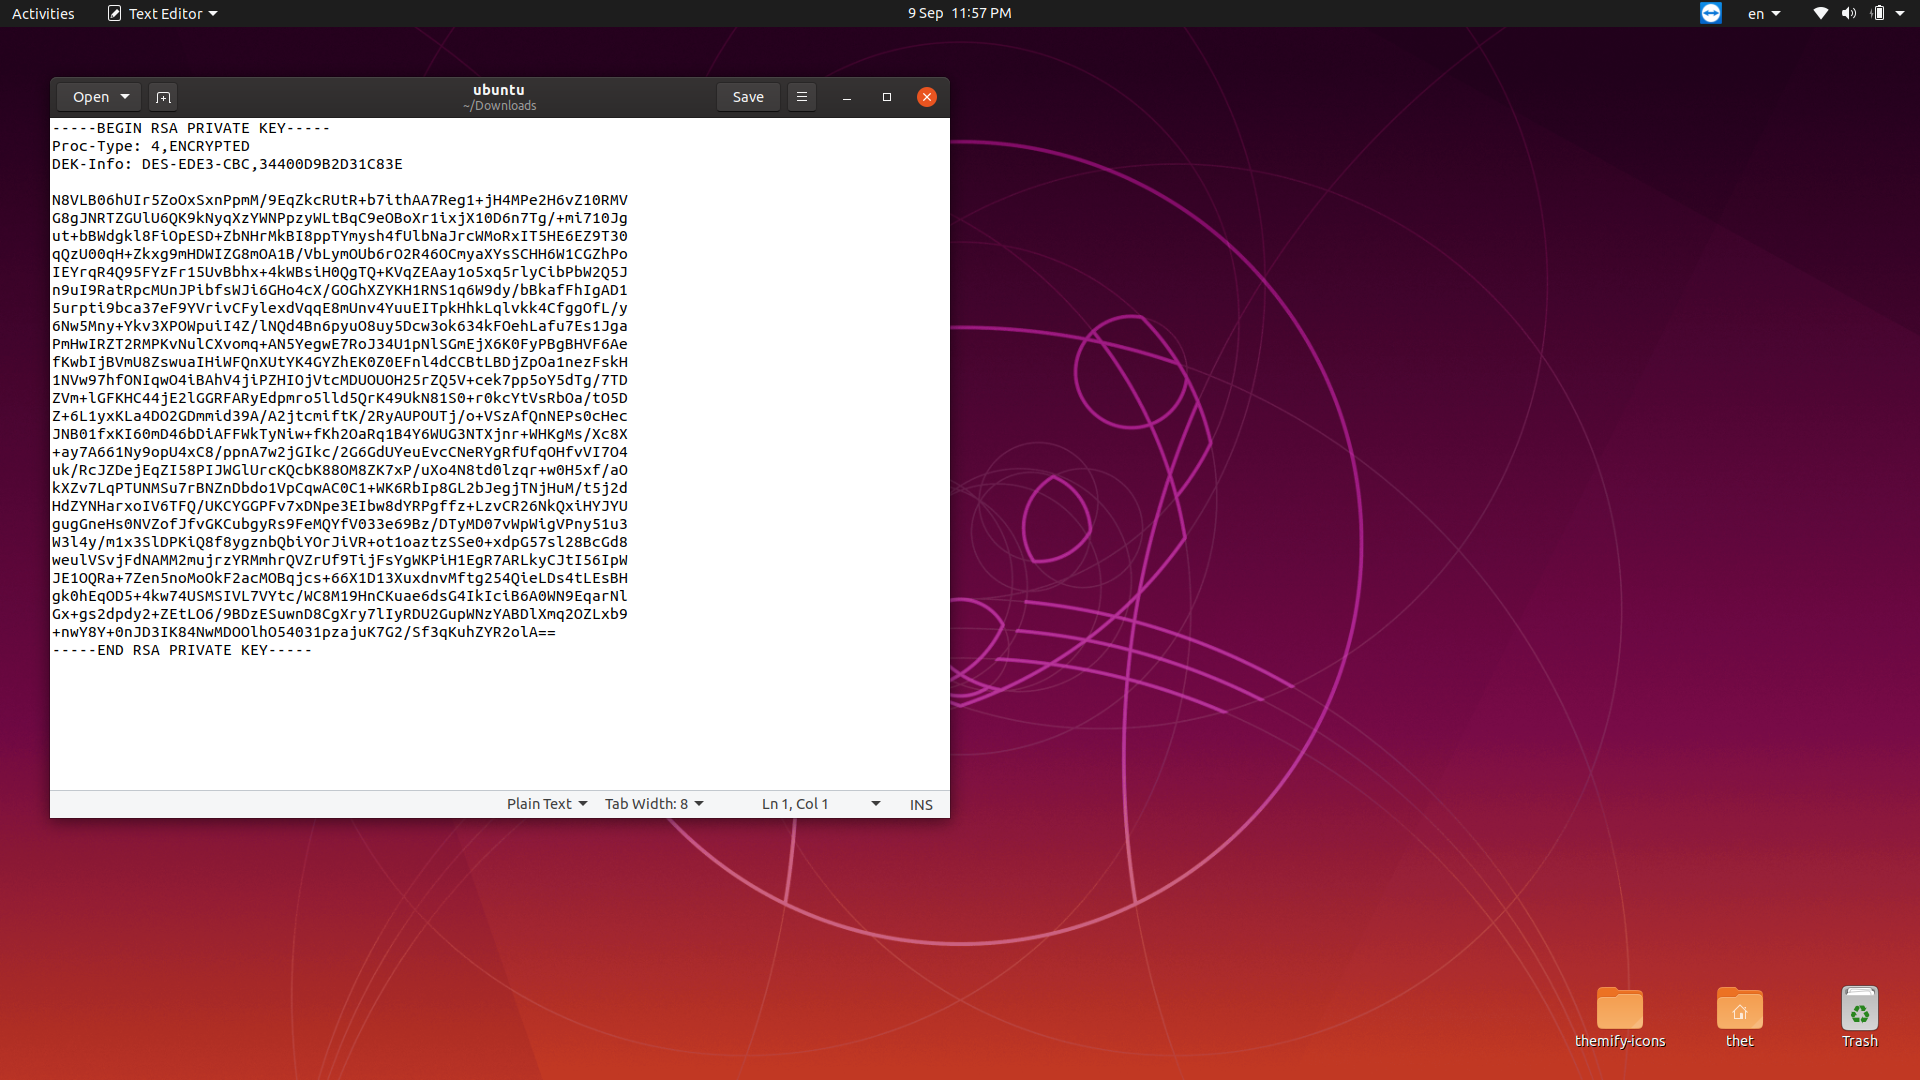 Activities
Text Editor
9 Sep 11:57 PM
en
Open
ubuntu
~/Downloads
Save
-----BEGIN RSA PRIVATE KEY-----
Proc-Type: 4,ENCRYPTED
DEK-Info: DES-EDE3-CBC,34400D9B2D31C83E
N8VLB06hUIr5ZoOxSxnPpmM/9EqZkcRUtR+b7ithAA7Reg1+jH4MPe2H6vZ10RMV
G8gJNRTZGUlU6QK9kNyqXzYWNPpzyWLtBqC9eOBoXr1ixjX10D6n7Tg/+mi710Jg
ut+bBWdgkl8FiOpESD+ZbNHrMkBI8ppTYmysh4fUlbNaJrcWMoRxIT5HE6EZ9T30
qQzU00qH+Zkxg9mHDWIZG8mOA1B/VbLymOUb6rO2R46OCmyaXYsSCHH6W1CGZhPo
IEYrqR4Q95FYzFr15UvBbhx+4kWBsiH0QgTQ+KVqZEAay1o5xq5rlyCibPbW2Q5J
n9uI9RatRpcMUnJPibfsWJi6GHo4cX/GOGhXZYKH1RNS1q6W9dy/bBkafFhIgAD1
5urpti9bca37eF9YVrivCFylexdVqqE8mUnv4YuuEITpkHhkLqlvkk4CfggOfL/y
6Nw5Mny+Ykv3XPOWpuiI4Z/lNQd4Bn6pyuO8uy5Dcw3ok634kFOehLafu7Es1Jga
PmHwIRZT2RMPKvNulCXvomq+AN5YegwE7RoJ34U1pNlSGmEjX6K0FyPBgBHVF6Ae
fKwbIjBVmU8ZswuaIHiWFQnXUtYK4GYZhEK0Z0EFnl4dCCBtLBDjZpOa1nezFskH
1NVw97hfONIqwO4iBAhV4jiPZHIOjVtcMDUOUOH25rZQ5V+cek7pp5oY5dTg/7TD
ZVm+lGFKHC44jE2lGGRFARyEdpmro5lld5QrK49UkN81S0+r0kcYtVsRbOa/tO5D
Z+6L1yxKLa4DO2GDmmid39A/A2jtcmiftK/2RyAUPOUTj/o+VSzAfQnNEPs0cHec
JNB01fxKI60mD46bDiAFFWkTyNiw+fKh2OaRq1B4Y6WUG3NTXjnr+WHKgMs/Xc8X
+ay7A661Ny9opU4xC8/ppnA7w2jGIkc/2G6GdUYeuEvcCNeRYgRfUfqOHfvVI7O4
uk/RcJZDejEqZI58PIJWGlUrcKQcbK88OM8ZK7xP/uXo4N8td0lzqr+w0H5xf/aO
kXZv7LqPTUNMSu7rBNZnDbdo1VpCqwAC0C1+WK6RbIp8GL2bJegjTNjHuM/t5j2d
HdZYNHarxoIV6TFQ/UKCYGGPFv7xDNpe3EIbw8dYRPgffz+LzvCR26NkQxiHYJYU
gugGneHs0NVZofJfvGKCubgyRs9FeMQYfV033e69Bz/DTyMD07vWpWigVPny51u3
W3l4y/m1x3SlDPKiQ8f8ygznbQbiYOrJiVR+ot1oaztzSSe0+xdpG57sl28BcGd8
weulVSvjFdNAMM2mujrzYRMmhrQVZrUf9TijFsYgWKPiH1EgR7ARLkyCJtI56IpW
JE1OQRa+7Zen5noMoOkF2acMOBqjcs+66X1D13XuxdnvMftg254QieLDs4tLEsBH
gk0hEqOD5+4kw74USMSIVL7VYtc/WC8M19HnCKuae6dsG4IkIciB6A0WN9EqarNl
Gx+gs2dpdy2+ZEtLO6/9BDzESuwnD8CgXry7lIyRDU2GupWNzYABDlXmq2OZLxb9
+nwY8Y+0nJD3IK84NwMDOOlhO54031pzajuK7G2/Sf3qKuhZYR2olA==
-----END RSA PRIVATE KEY-----
Plain Text
Tab Width: 8
Ln 1, Col 1
INS
themify-icons
thet
Trash